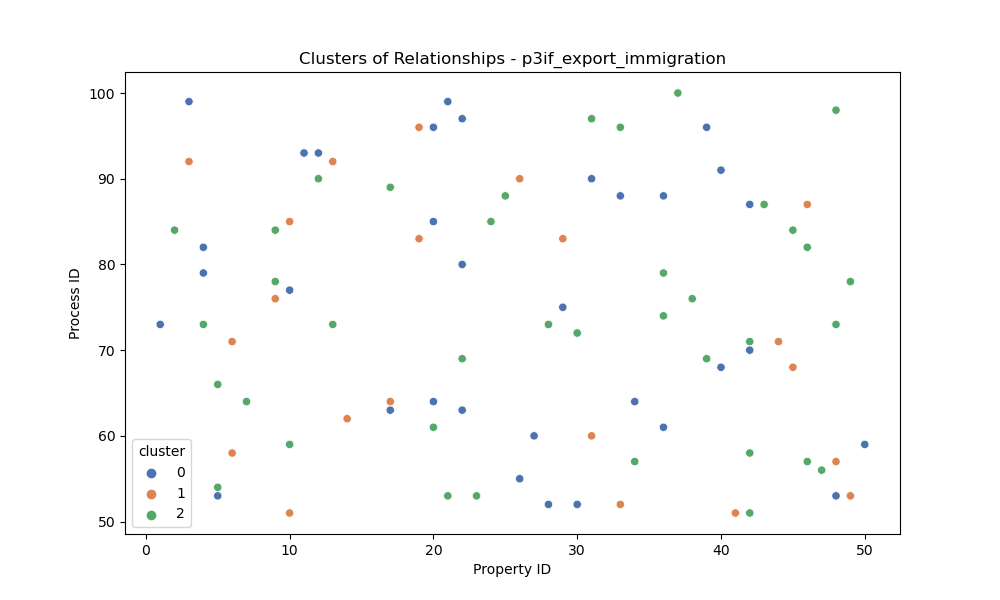 Clusters of Relationships - p3if_export_immigration
Process ID
100
90
80
70
60
50
cluster
0
1
2
0 10 20 30 40 50
Property ID